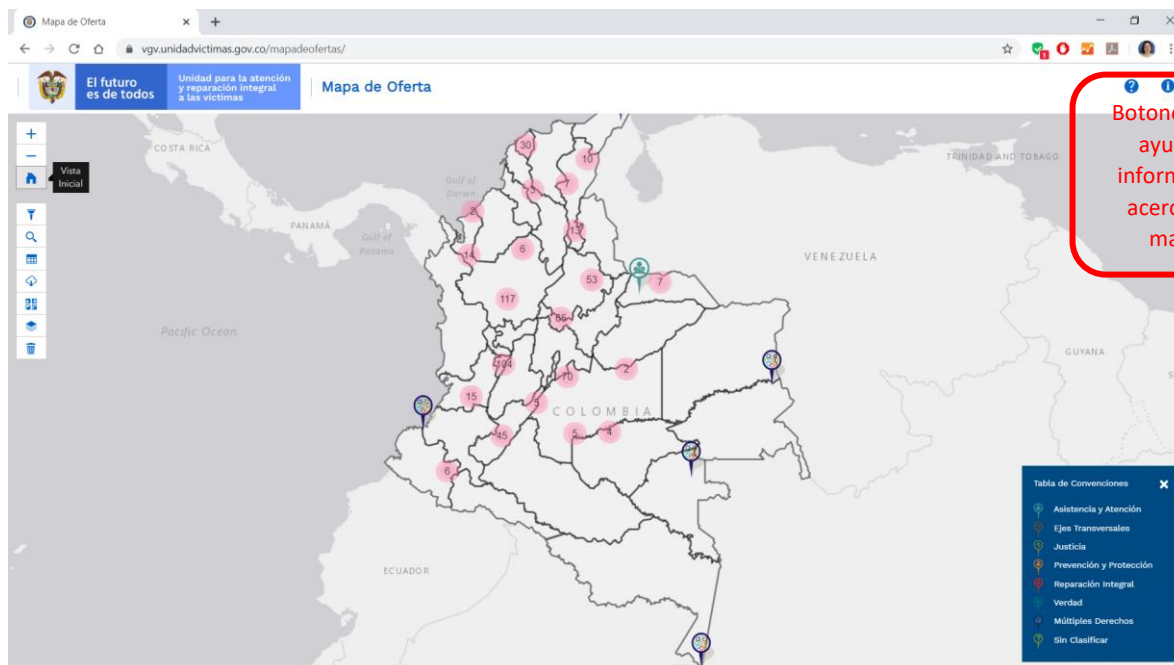 Mapa de Oferta
vgv.unidadvictimas.gov.co/mapadeofertas/
El futuro
es de todos
Unidad para la atención
y reparación integral
a las víctimas
Mapa de Oferta
Vista
Inicial
COSTA RICA
PANAMÁ
Gulf of
Darien
Gulf of
Panama
Pacific Ocean
TRINIDAD AND TOBAGO
VENEZUELA
GUYANA
COLOMBIA
ECUADOR
30
10
7
3
2
13
14
6
53
7
117
65
104
70
2
15
5
5
4
45
6
ayu
inform
acerc
ma
Tabla de Convenciones
Asistencia y Atención
Ejes Transversales
Justicia
Prevención y Protección
Reparación Integral
Verdad
Múltiples Derechos
Sin Clasificar